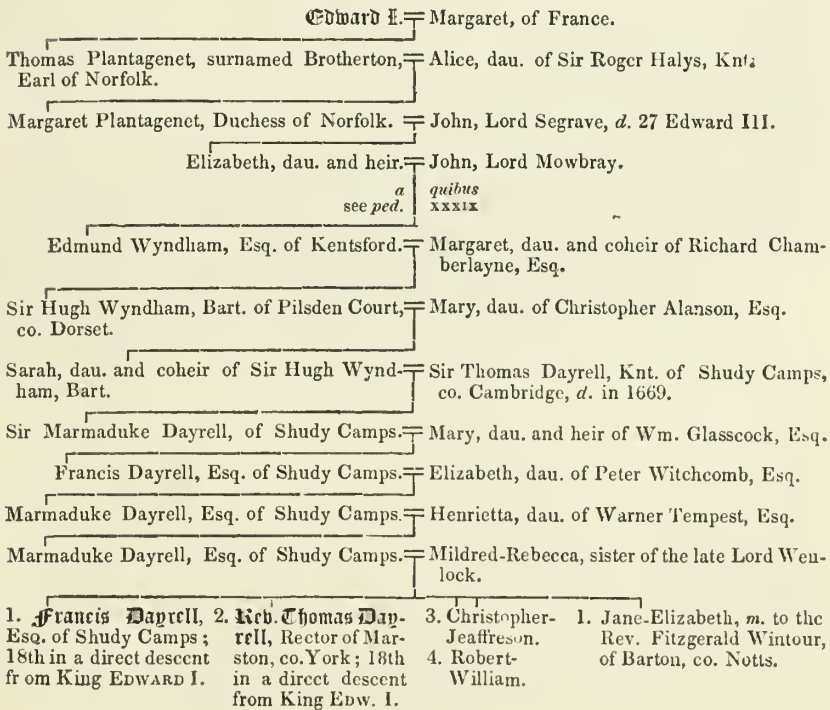 Edward I. = Margaret, of France.
Thomas Plantagenet, surnamed Brotherton, = Alice, dau. of Sir Roger Halys, Knt.
Earl of Norfolk.
Margaret Plantagenet, Duchess of Norfolk. = John, Lord Segrave, d. 27 Edward III.
Elizabeth, dau. and heir. = John, Lord Mowbray.
a quibus
see ped. XXXIX
Edmund Wyndham, Esq. of Kentsford. = Margaret, dau. and coheir of Richard Cham-
berlayne, Esq.
Sir Hugh Wyndham, Bart. of Pilsden Court, = Mary, dau. of Christopher Alanson, Esq.
co. Dorset.
Sarah, dau. and coheir of Sir Hugh Wynd- = Sir Thomas Dayrell, Knt. of Shudy Camps,
ham, Bart. co. Cambridge, d. in 1669.
Sir Marmaduke Dayrell, of Shudy Camps. = Mary, dau. and heir of Wm. Glasscock, Esq.
Francis Dayrell, Esq. of Shudy Camps. = Elizabeth, dau. of Peter Witchcomb, Esq.
Marmaduke Dayrell, Esq. of Shudy Camps. = Henrietta, dau. of Warner Tempest, Esq.
Marmaduke Dayrell, Esq. of Shudy Camps. = Mildred-Rebecca, sister of the late Lord Wen-
lock.
1. Francis Dayrell,
Esq. of Shudy Camps;
18th in a direct descent
from King EDWARD I.
2. Rev. Thomas Day-
rell, Rector of Mar-
ston, co. York; 18th
in a direct descent
from King EDW. I.
3. Christopher-
Jeaffreson.
4. Robert-
William.
1. Jane-Elizabeth, m. to the
Rev. Fitzgerald Wintour,
of Barton, co. Notts.